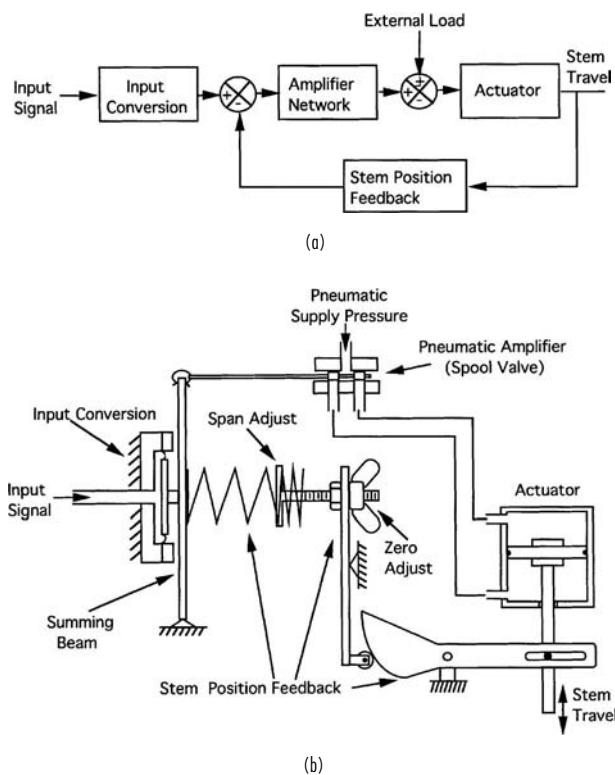 External Load
Stem
Travel
Input
Signal
Input
Conversion
+
-
Amplifier
Network
+
±
-
Actuator
Stem Position
Feedback
(a)
Pneumatic
Supply Pressure
Pneumatic Amplifier
(Spool Valve)
Input Conversion
Span Adjust
Input
Signal
Actuator
Zero
Adjust
Summing
Beam
Stem Position Feedback
Stem
Travel
(b)